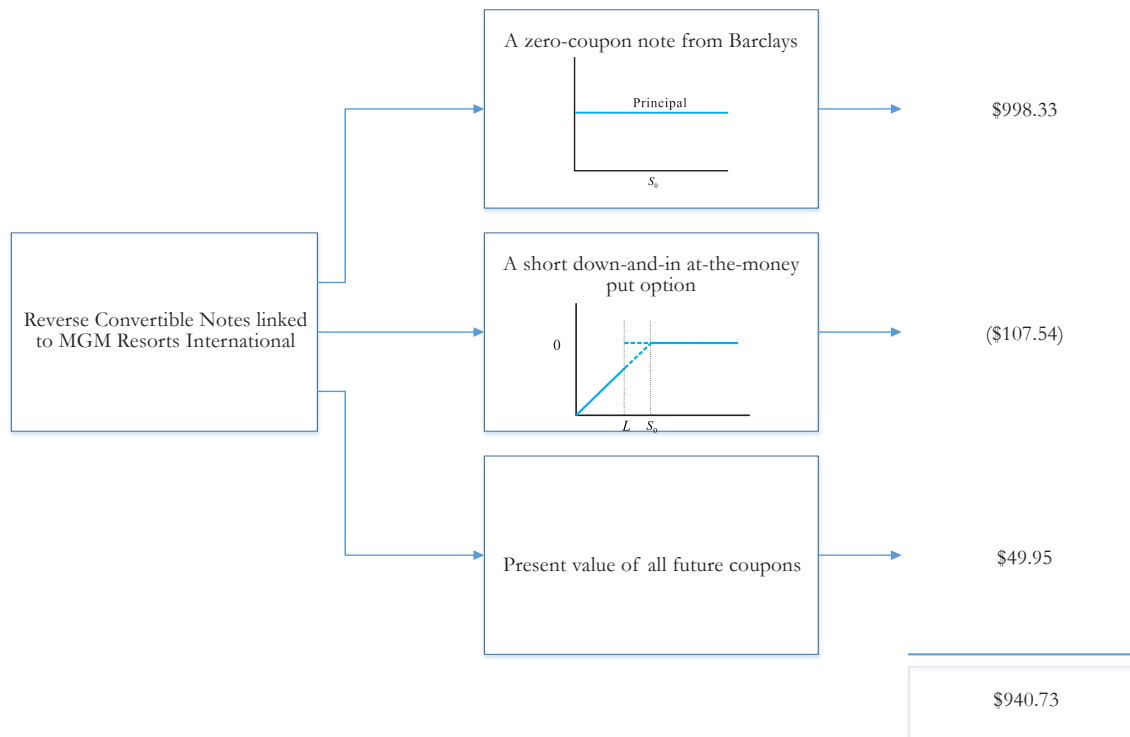 A zero-coupon note from Barclays
Principal
S₀
$998.33
Reverse Convertible Notes linked
to MGM Resorts International
A short down-and-in at-the-money
put option
0
L S₀
($107.54)
Present value of all future coupons
$49.95
$940.73